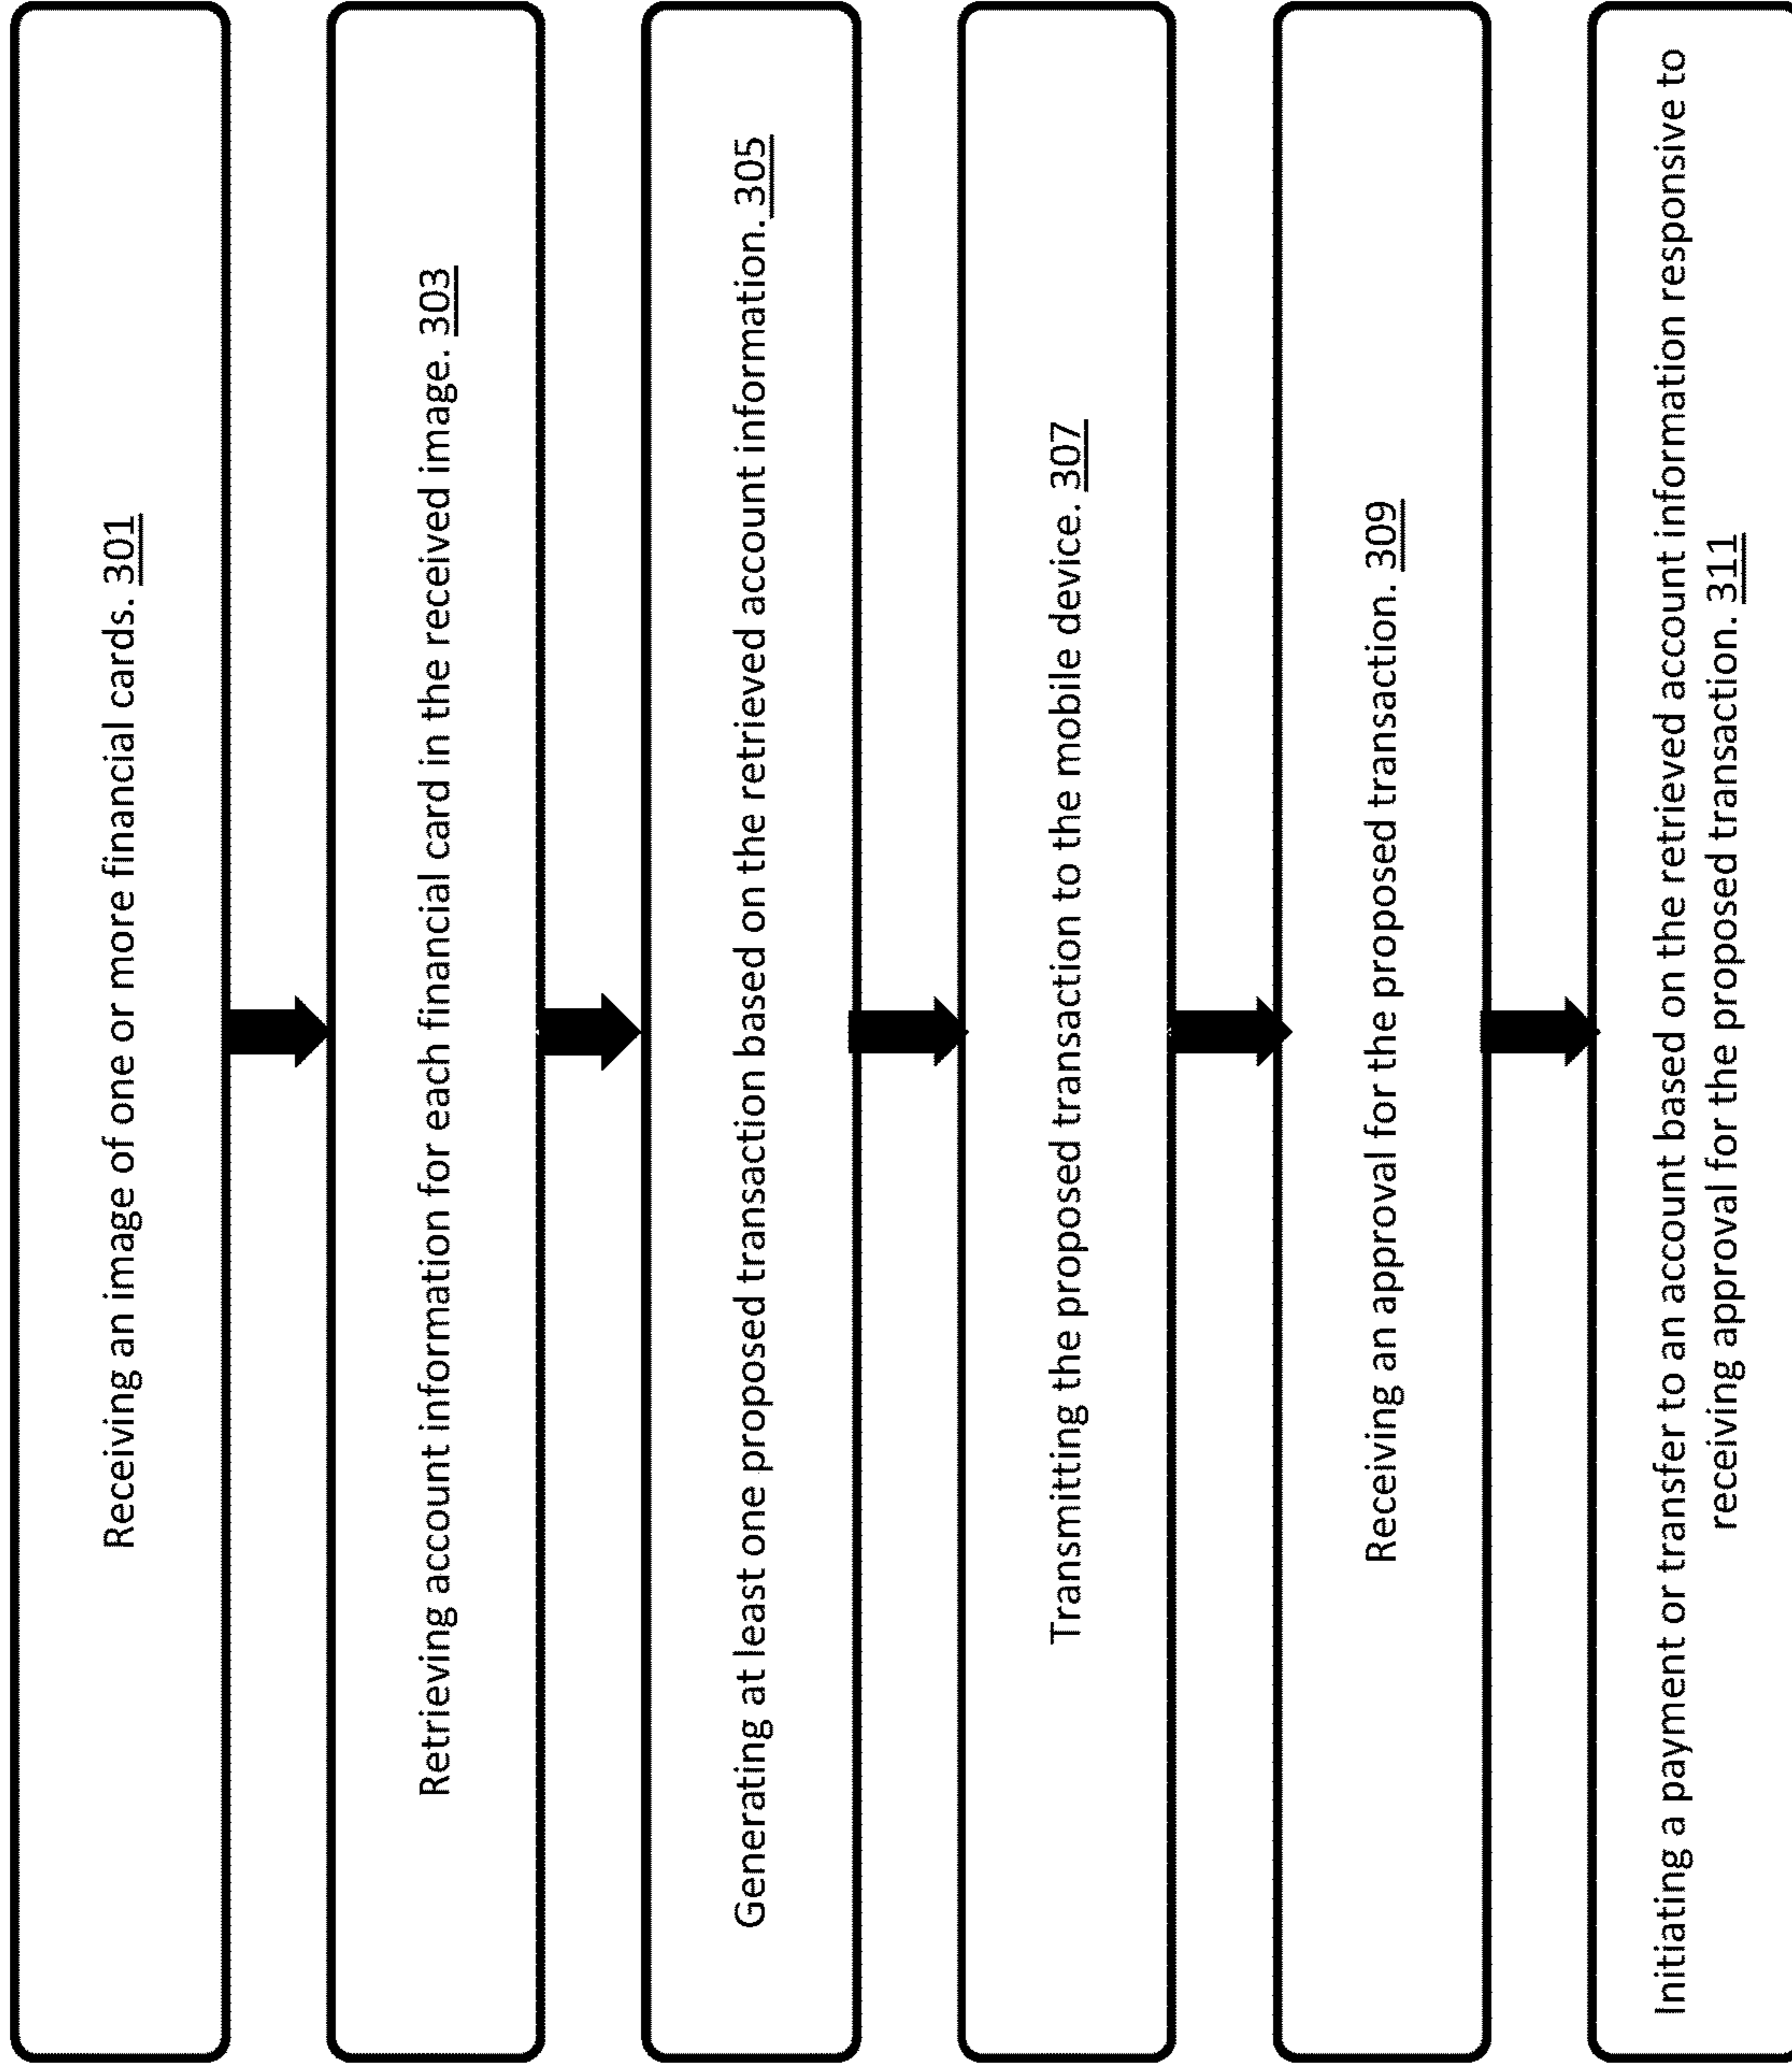 Receiving an image of one or more financial cards. 301
Retrieving account information for each financial card in the received image. 303
Generating at least one proposed transaction based on the retrieved account information. 305
Transmitting the proposed transaction to the mobile device. 307
Receiving an approval for the proposed transaction. 309
Initiating a payment or transfer to an account based on the retrieved account information responsive to
receiving approval for the proposed transaction. 311